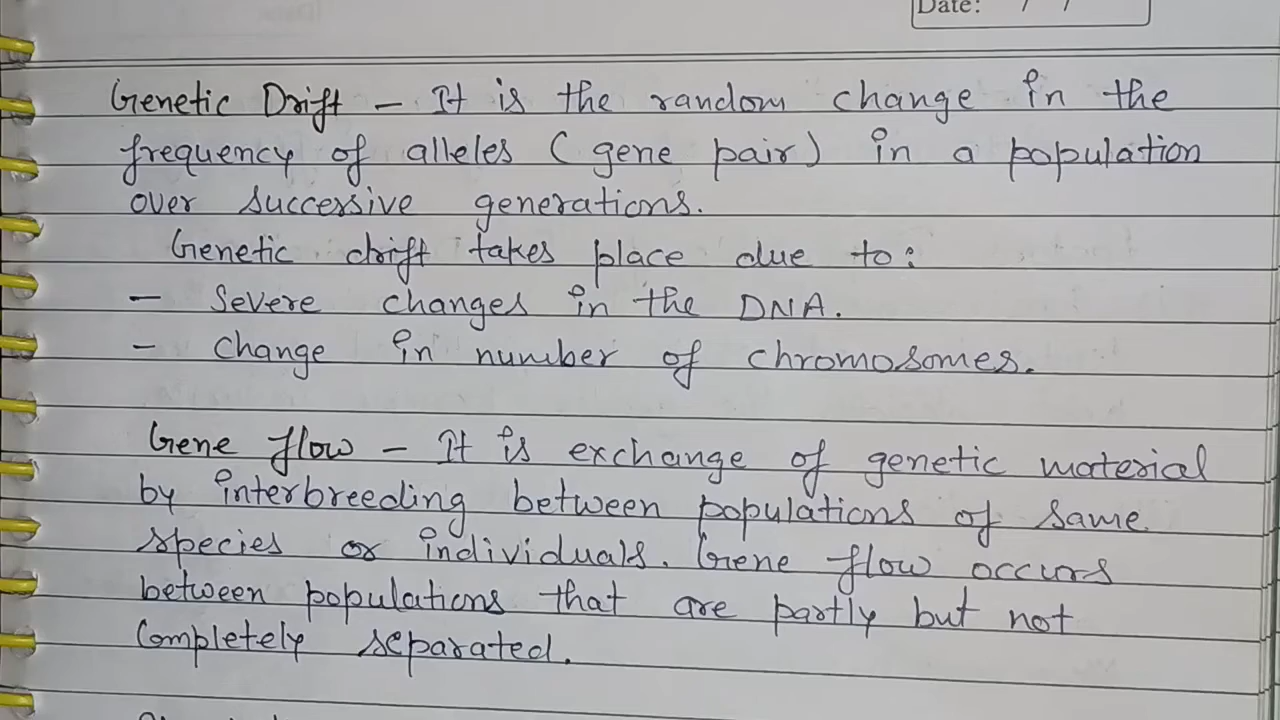 Date: / /
Genetic Drift - It is the random change in the
frequency of alleles (gene pair) in a population
over successive generations.
Genetic drift takes place due to:
- Severe changes in the DNA.
- Change in number of chromosomes.
Gene flow - It is exchange of genetic material
by interbreeding between populations of same
species or individuals. Gene flow occurs
between populations that are partly but not
completely separated.